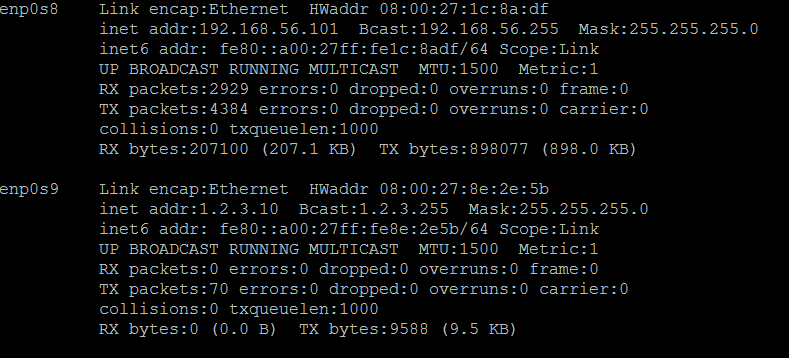 enp0s8    Link encap:Ethernet  HWaddr 08:00:27:1c:8a:df
          inet addr:192.168.56.101  Bcast:192.168.56.255  Mask:255.255.255.0
          inet6 addr: fe80::a00:27ff:fe1c:8adf/64 Scope:Link
          UP BROADCAST RUNNING MULTICAST  MTU:1500  Metric:1
          RX packets:2929 errors:0 dropped:0 overruns:0 frame:0
          TX packets:4384 errors:0 dropped:0 overruns:0 carrier:0
          collisions:0 txqueuelen:1000
          RX bytes:207100 (207.1 KB)  TX bytes:898077 (898.0 KB)

enp0s9    Link encap:Ethernet  HWaddr 08:00:27:8e:2e:5b
          inet addr:1.2.3.10  Bcast:1.2.3.255  Mask:255.255.255.0
          inet6 addr: fe80::a00:27ff:fe8e:2e5b/64 Scope:Link
          UP BROADCAST RUNNING MULTICAST  MTU:1500  Metric:1
          RX packets:0 errors:0 dropped:0 overruns:0 frame:0
          TX packets:70 errors:0 dropped:0 overruns:0 carrier:0
          collisions:0 txqueuelen:1000
          RX bytes:0 (0.0 B)  TX bytes:9588 (9.5 KB)